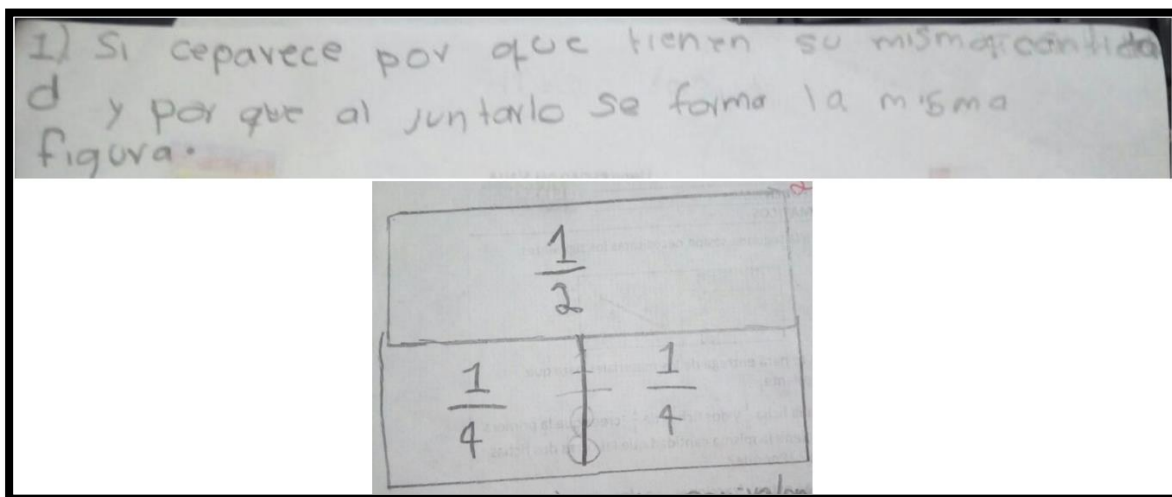 1) Si ceparece por que tienen su misma cantida
d y por que al juntarlo se forma la misma
figura.
1
2
1
4
1
4